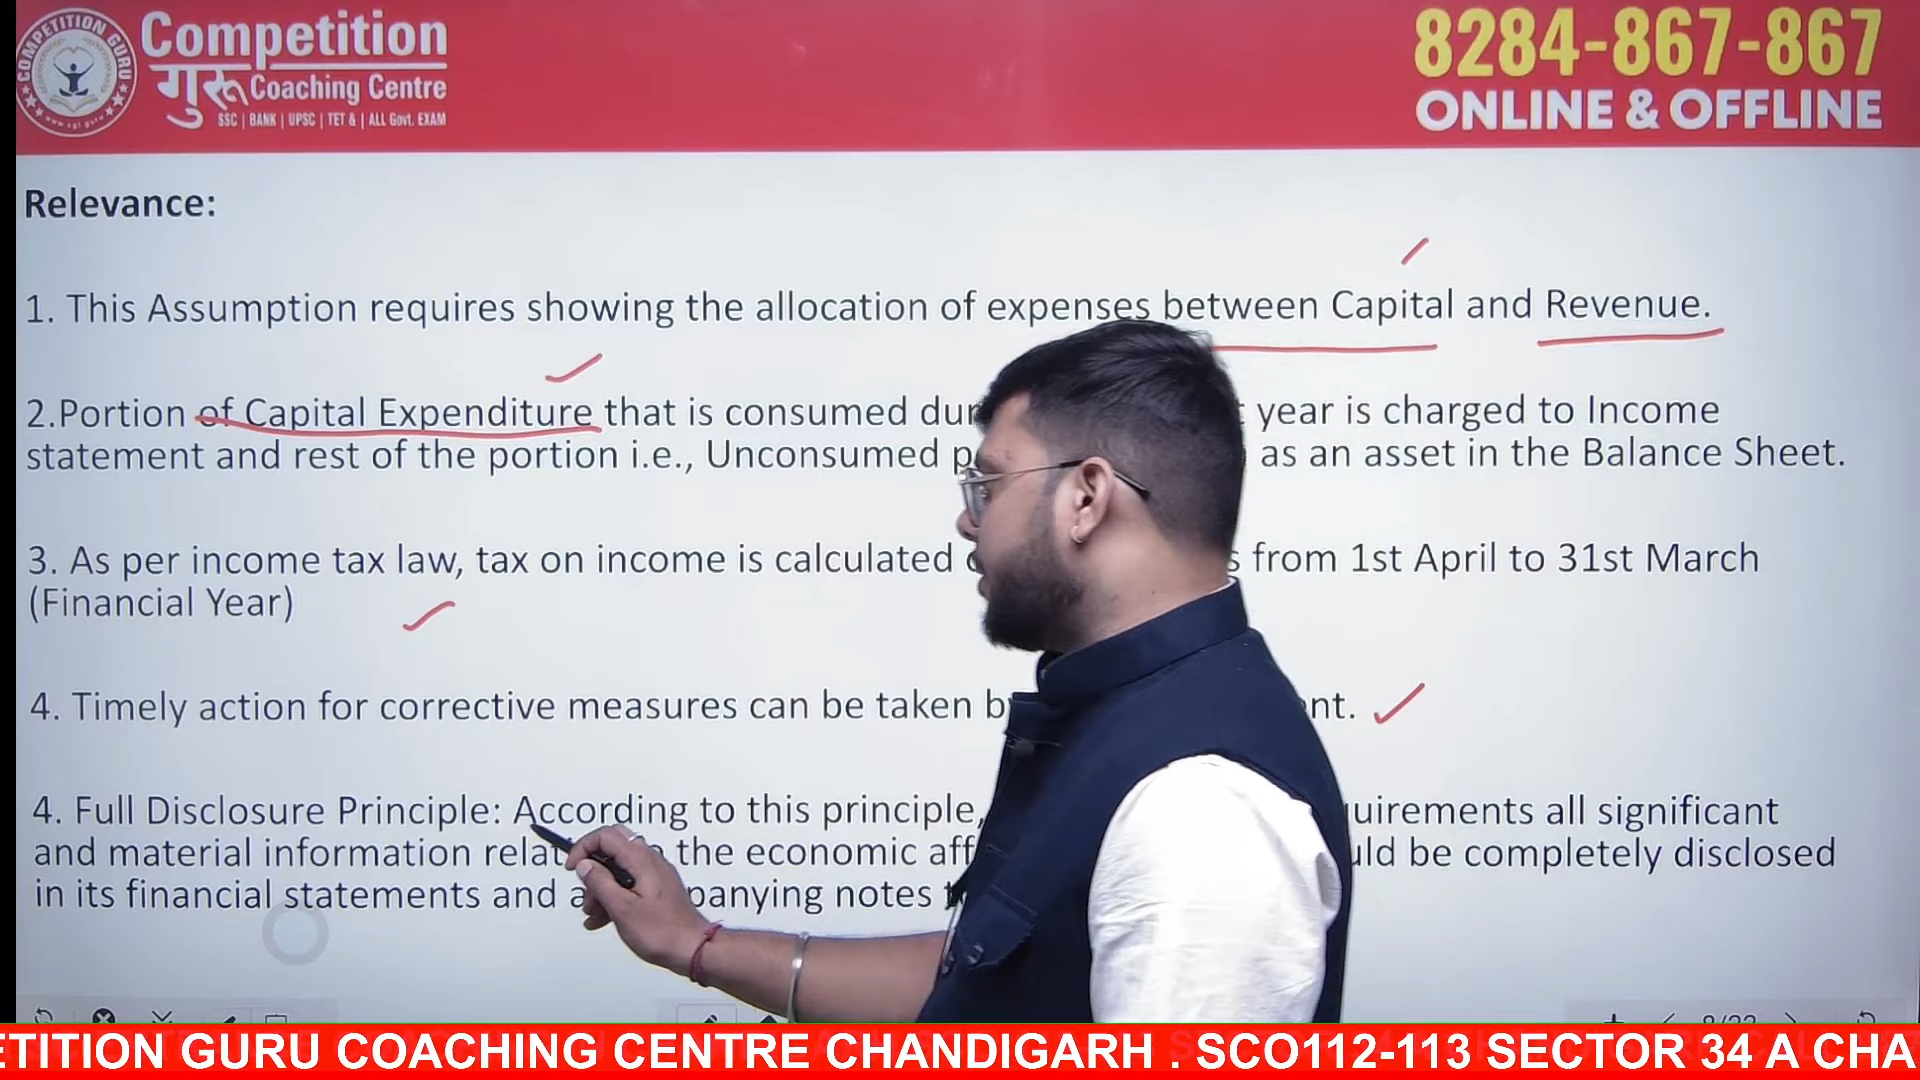 COMPETITION GURU
www.cgl.guru
Competition
गुरू Coaching Centre
SSC | BANK | UPSC | TET & | ALL Govt. EXAM
8284-867-867
ONLINE & OFFLINE
Relevance:
1. This Assumption requires showing the allocation of expenses between Capital and Revenue.
2.Portion of Capital Expenditure that is consumed year is charged to Income
statement and rest of the portion i.e., Unconsumed as an asset in the Balance Sheet.
3. As per income tax law, tax on income is calculated from 1st April to 31st March
(Financial Year)
4. Timely action for corrective measures can be taken
4. Full Disclosure Principle: According to this principle, all significant
and material information the economic be completely disclosed
in its financial statements and notes
8/22
ETITION GURU COACHING CENTRE CHANDIGARH . SCO112-113 SECTOR 34 A CHA